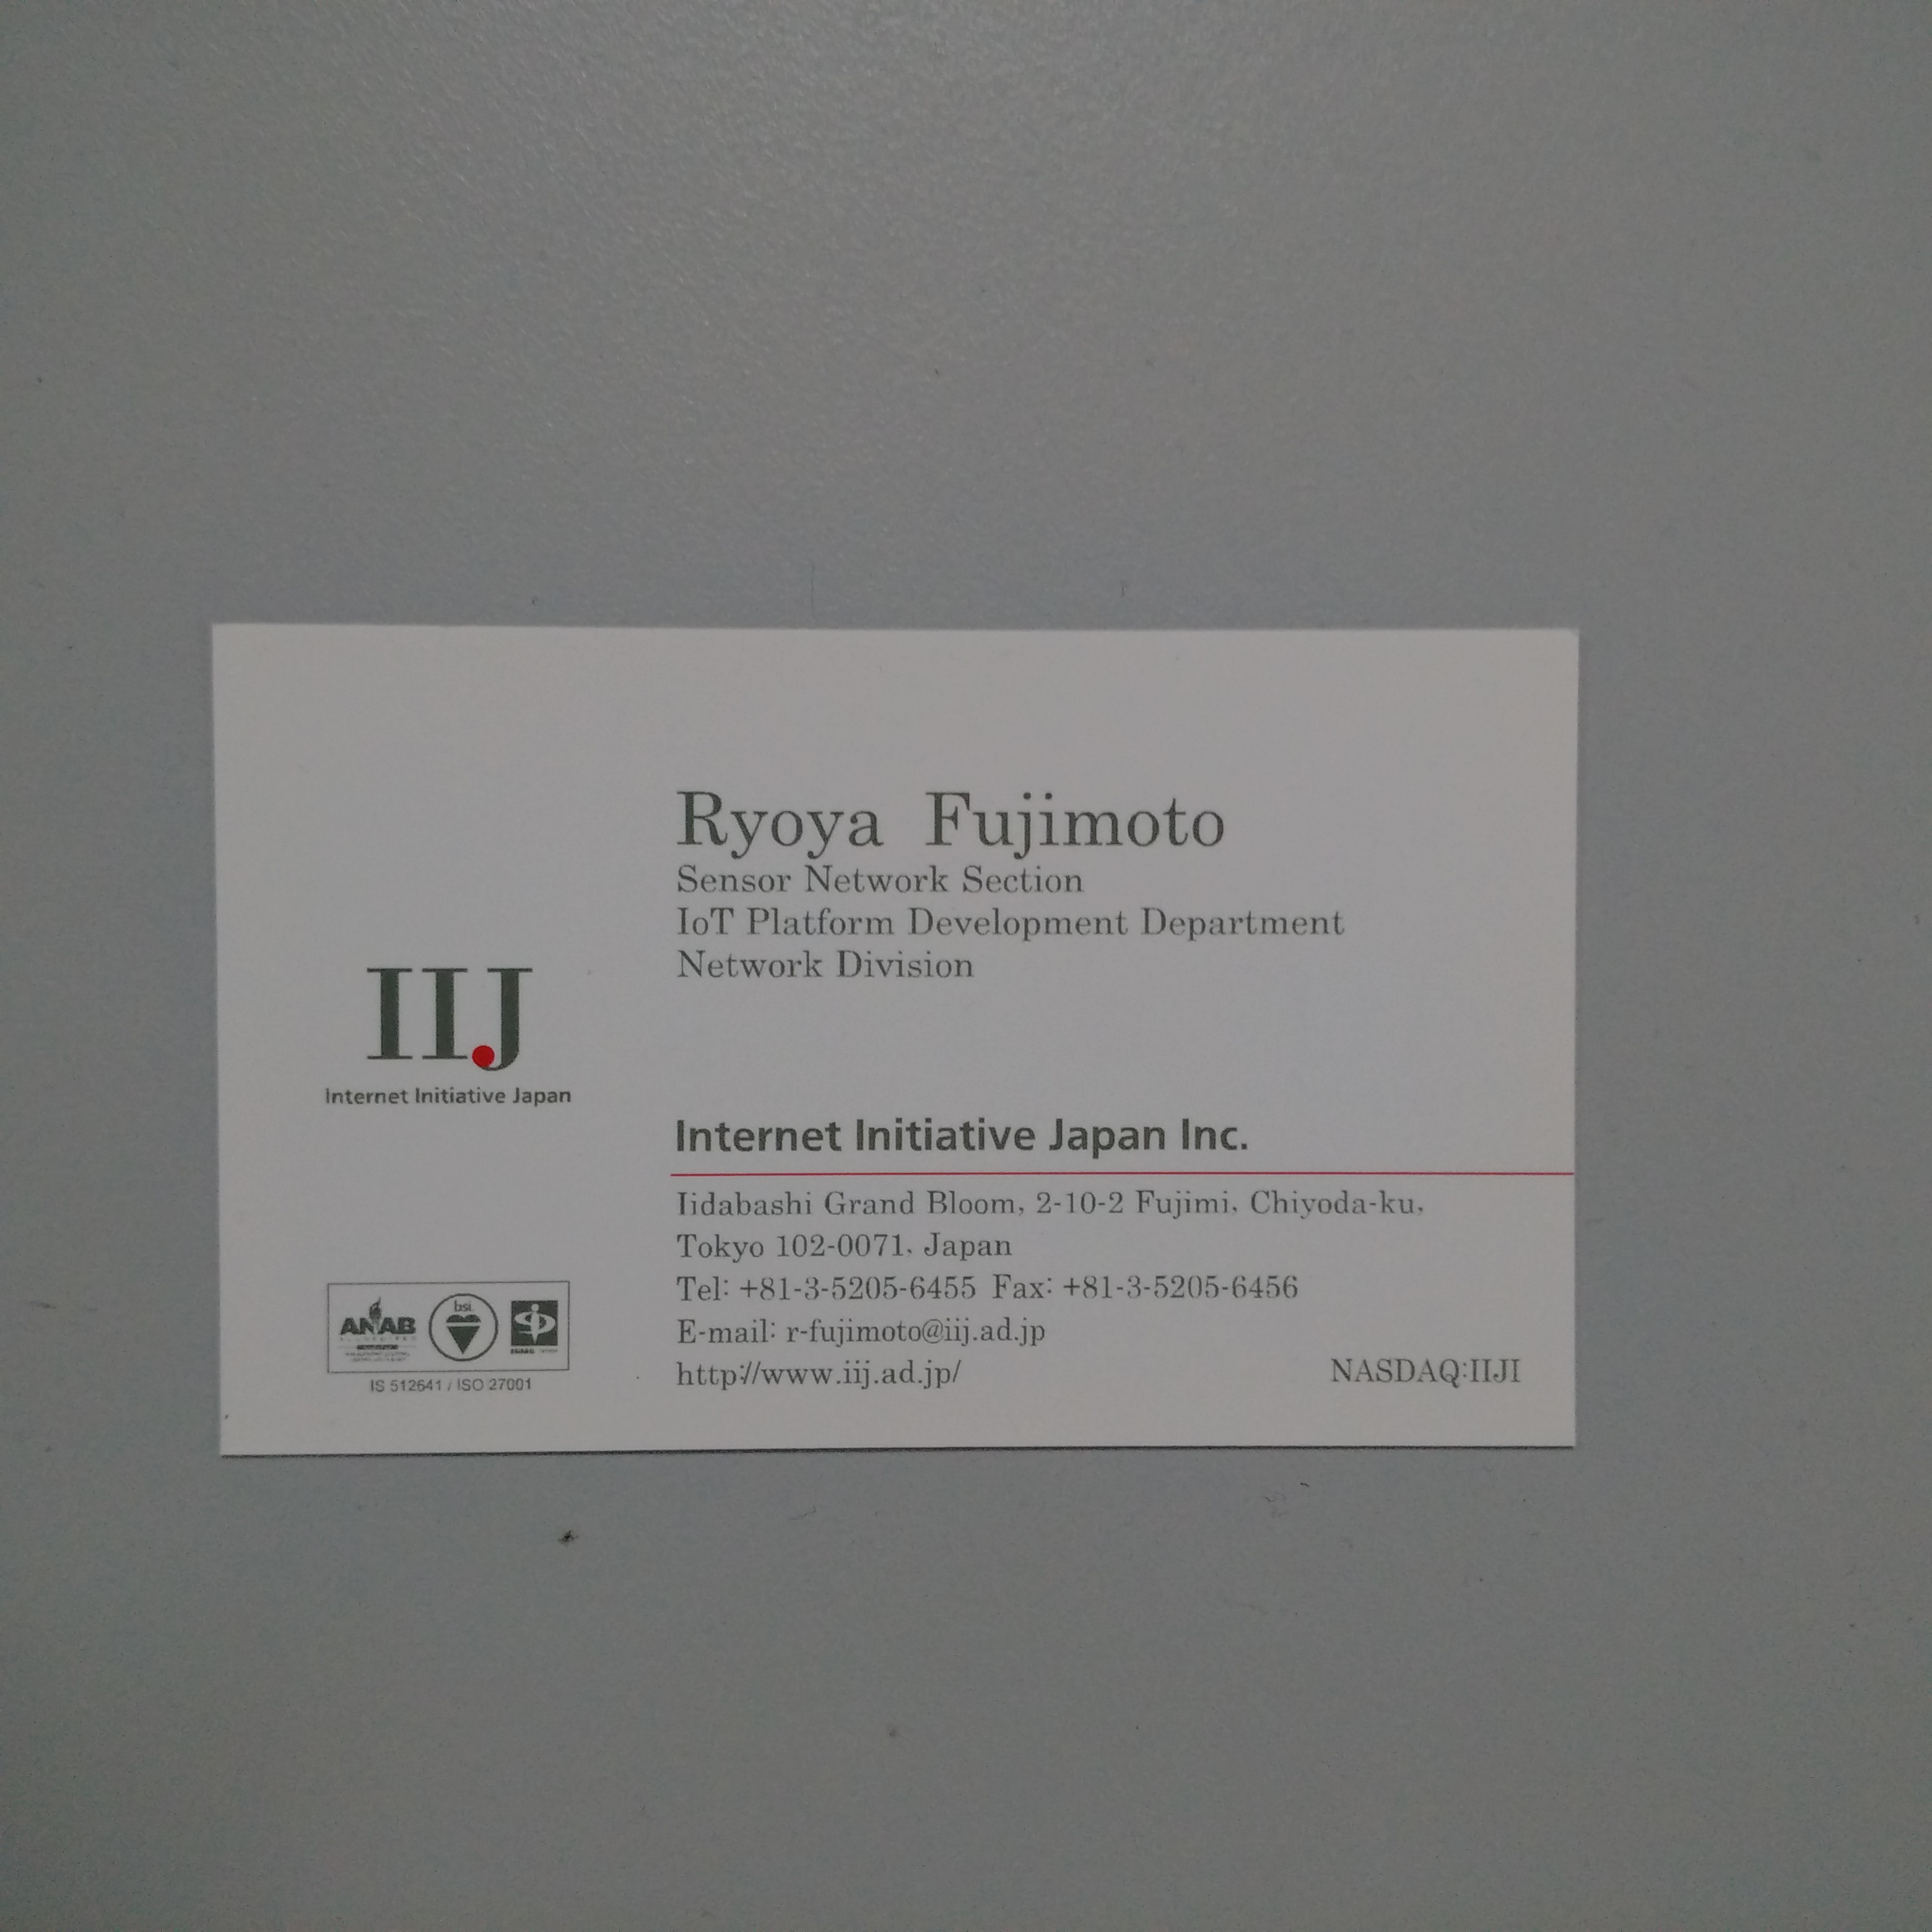 Ryoya Fujimoto
Sensor Network Section
IoT Platform Development Department
Network Division
IIJ
Internet Initiative Japan
Internet Initiative Japan Inc.
Iidabashi Grand Bloom, 2-10-2 Fujimi, Chiyoda-ku,
Tokyo 102-0071, Japan
Tel: +81-3-5205-6455 Fax: +81-3-5205-6456
E-mail: r-fujimoto@iij.ad.jp
http://www.iij.ad.jp/
NASDAQ:IIJI
ANAB
bsi.
IS 512641 / ISO 27001